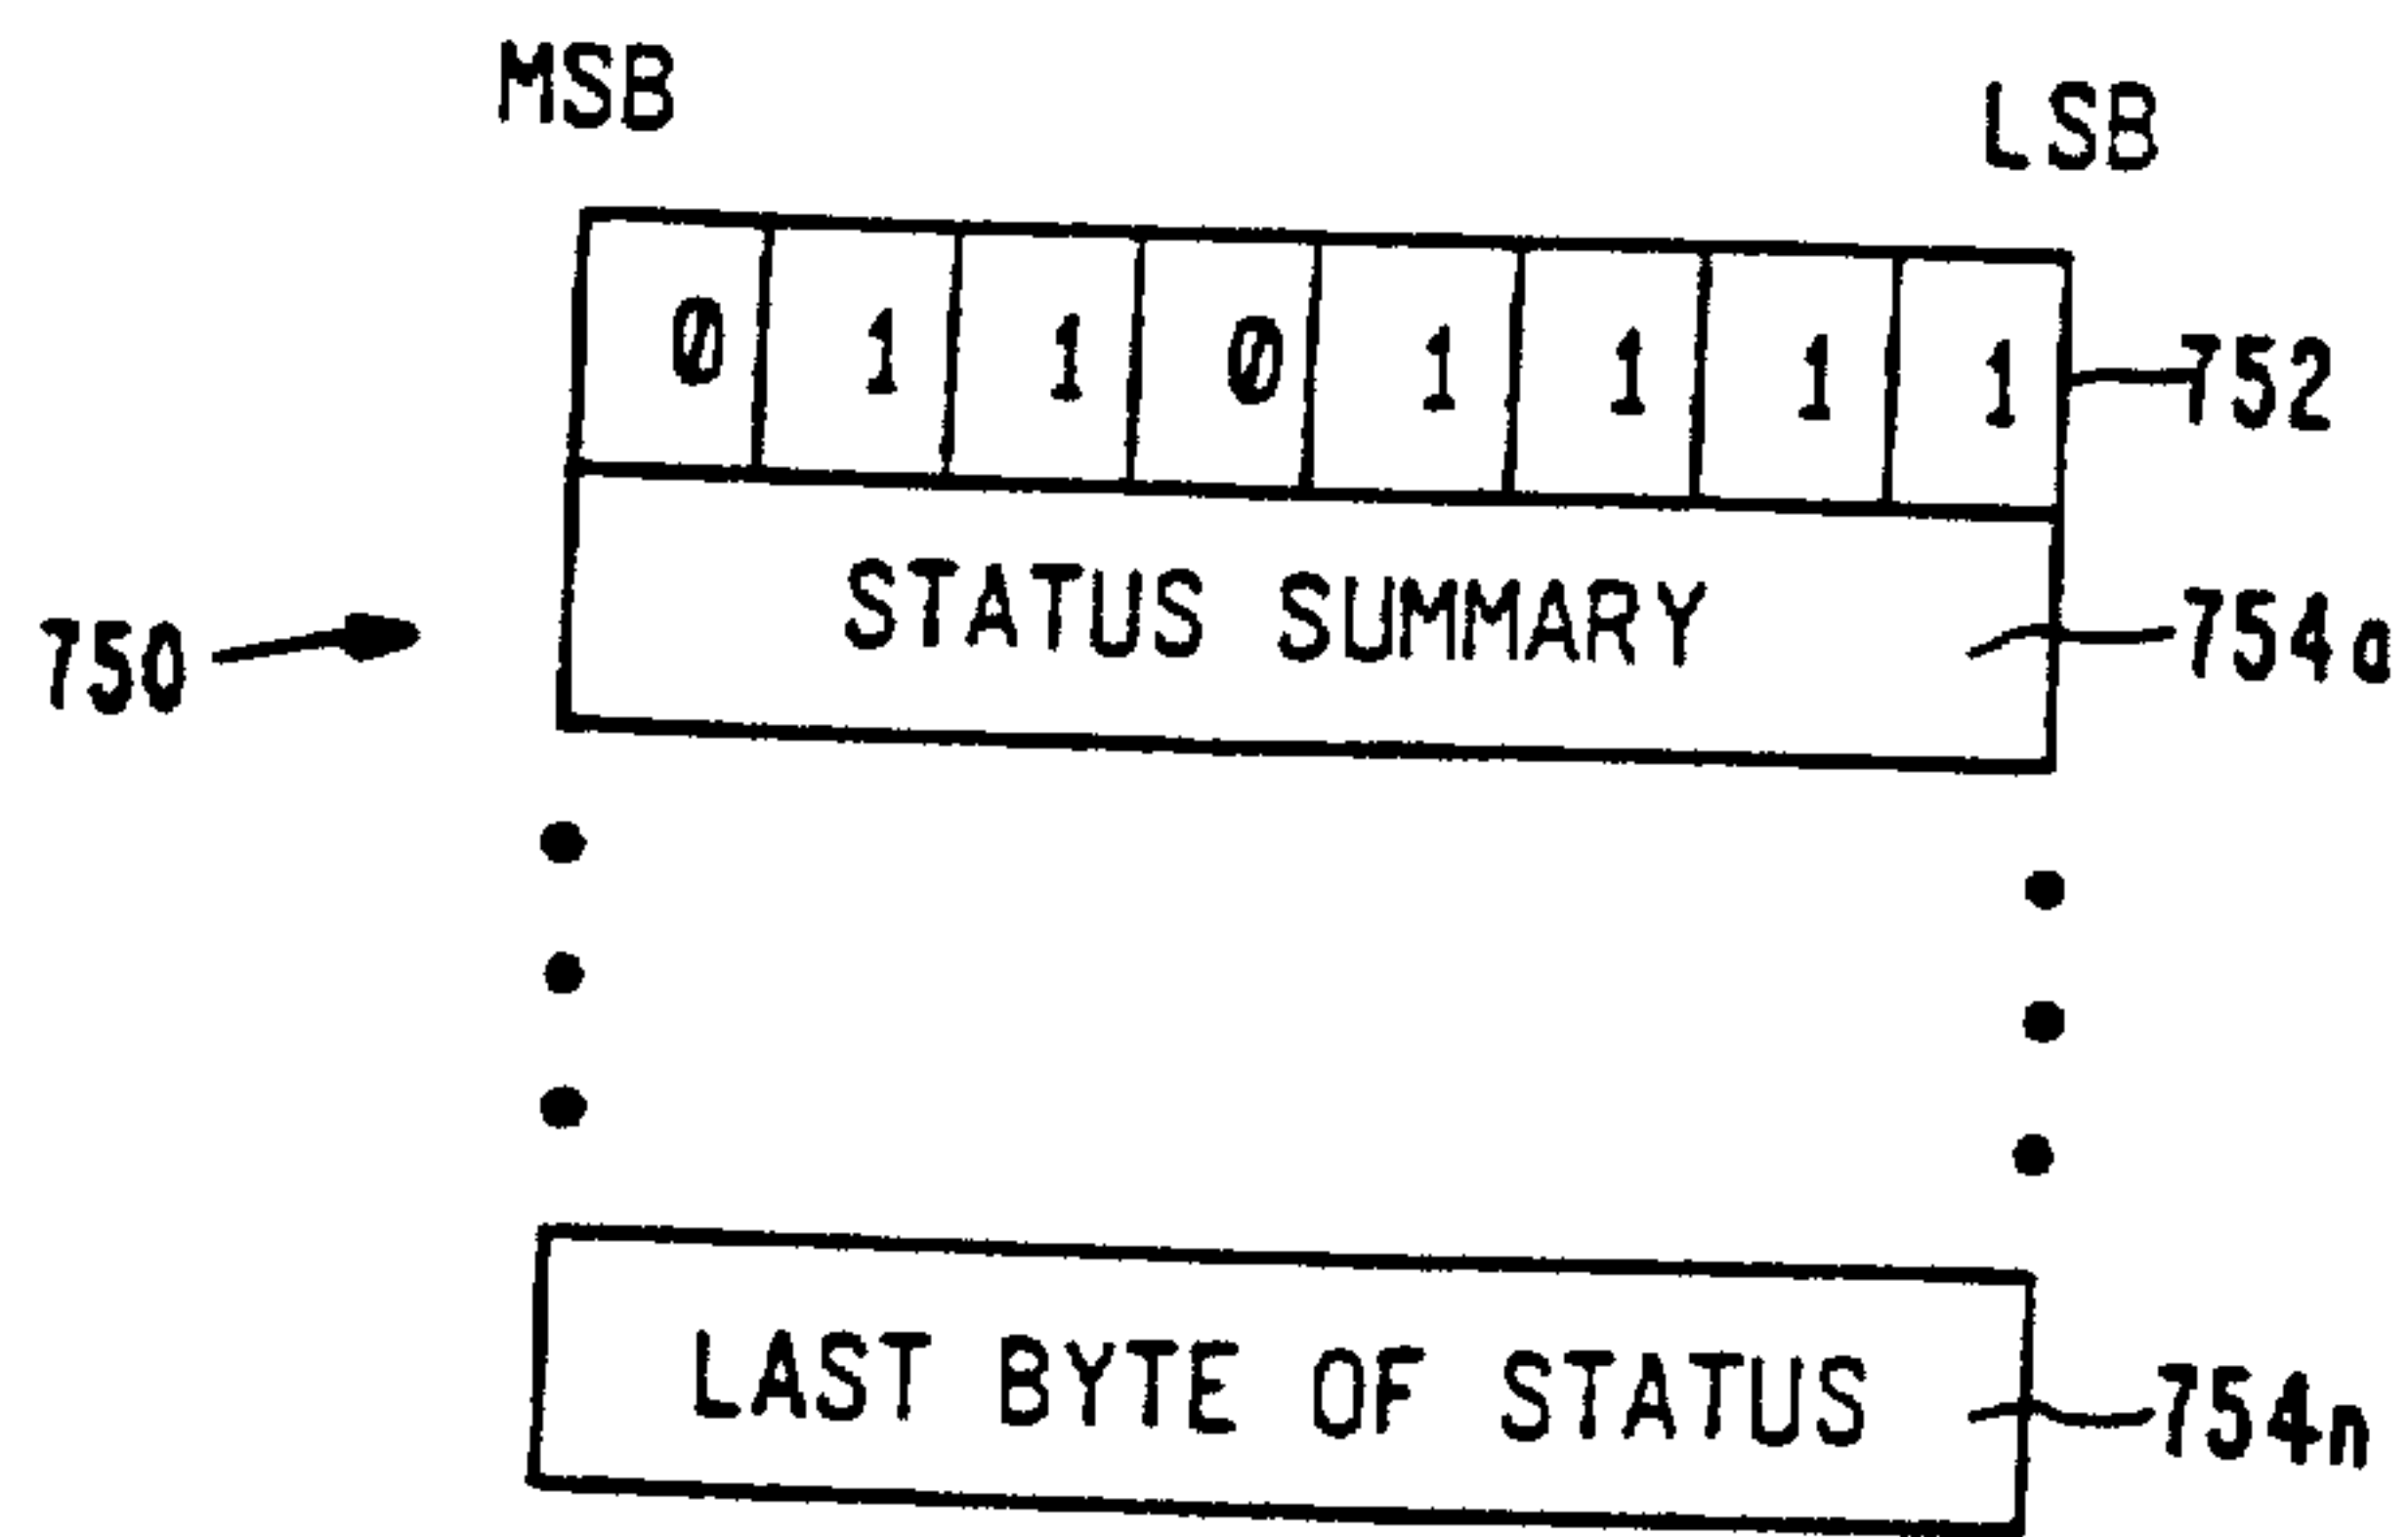 MSB LSB
0 1 1 0 1 1 1 1 752
750 STATUS SUMMARY 754a
LAST BYTE OF STATUS 754n